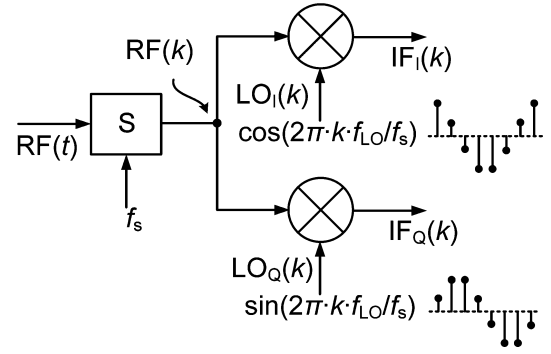 RF(k)
IF_I(k)
LO_I(k)
S
RF(t)
cos(2π·k·f_LO/f_s)
f_s
IF_Q(k)
LO_Q(k)
sin(2π·k·f_LO/f_s)